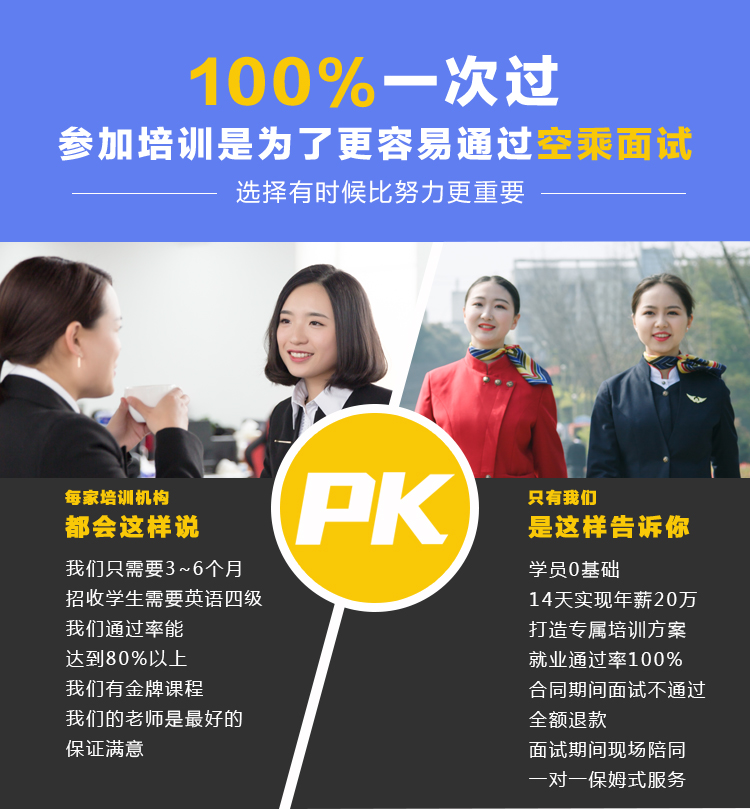 100%一次过
参加培训是为了更容易通过空乘面试
选择有时候比努力更重要
PK
每家培训机构
都会这样说
我们只需要3~6个月
招收学生需要英语四级
我们通过率能
达到80%以上
我们有金牌课程
我们的老师是最好的
保证满意
只有我们
是这样告诉你
学员0基础
14天实现年薪20万
打造专属培训方案
就业通过率100%
合同期间面试不通过
全额退款
面试期间现场陪同
一对一保姆式服务